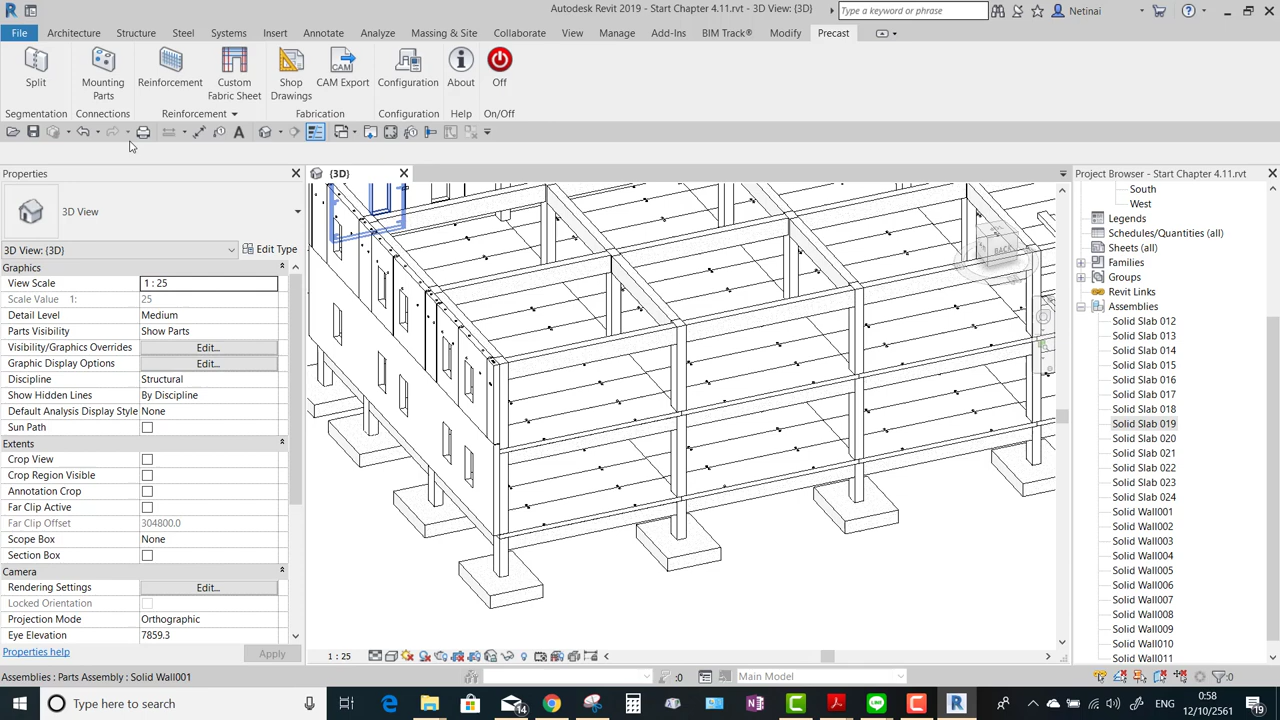 Autodesk Revit 2019 - Start Chapter 4.11.rvt - 3D View: {3D}
Type a keyword or phrase
Netinai
File Architecture Structure Steel Systems Insert Annotate Analyze Massing & Site Collaborate View Manage Add-Ins BIM Track® Modify Precast
Split
Mounting Parts
Reinforcement
Custom Fabric Sheet
Shop Drawings
CAM Export
Configuration
About
Off
Segmentation Connections Reinforcement Fabrication Configuration Help On/Off
Properties
3D View
3D View: {3D}
Edit Type
Graphics
View Scale 1 : 25
Scale Value 1: 25
Detail Level Medium
Parts Visibility Show Parts
Visibility/Graphics Overrides Edit...
Graphic Display Options Edit...
Discipline Structural
Show Hidden Lines By Discipline
Default Analysis Display Style None
Sun Path
Extents
Crop View
Crop Region Visible
Annotation Crop
Far Clip Active
Far Clip Offset 304800.0
Scope Box None
Section Box
Camera
Rendering Settings Edit...
Locked Orientation
Projection Mode Orthographic
Eye Elevation 7859.3
Properties help
Apply
{3D}
BACK
1 : 25
Project Browser - Start Chapter 4.11.rvt
South
West
Legends
Schedules/Quantities (all)
Sheets (all)
Families
Groups
Revit Links
Assemblies
Solid Slab 012
Solid Slab 013
Solid Slab 014
Solid Slab 015
Solid Slab 016
Solid Slab 017
Solid Slab 018
Solid Slab 019
Solid Slab 020
Solid Slab 021
Solid Slab 022
Solid Slab 023
Solid Slab 024
Solid Wall001
Solid Wall002
Solid Wall003
Solid Wall004
Solid Wall005
Solid Wall006
Solid Wall007
Solid Wall008
Solid Wall009
Solid Wall010
Solid Wall011
Assemblies : Parts Assembly : Solid Wall001
:0
Main Model
:0
Type here to search
14
ENG
0:58
12/10/2561
19